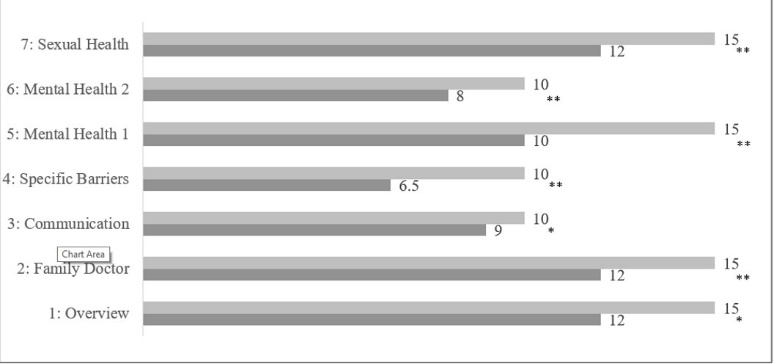 7: Sexual Health 15
12 **
6: Mental Health 2 10
8 **
5: Mental Health 1 15
10 **
4: Specific Barriers 10
6.5 **
3: Communication 10
9 *
Chart Area
2: Family Doctor 15
12 **
1: Overview 15
12 *